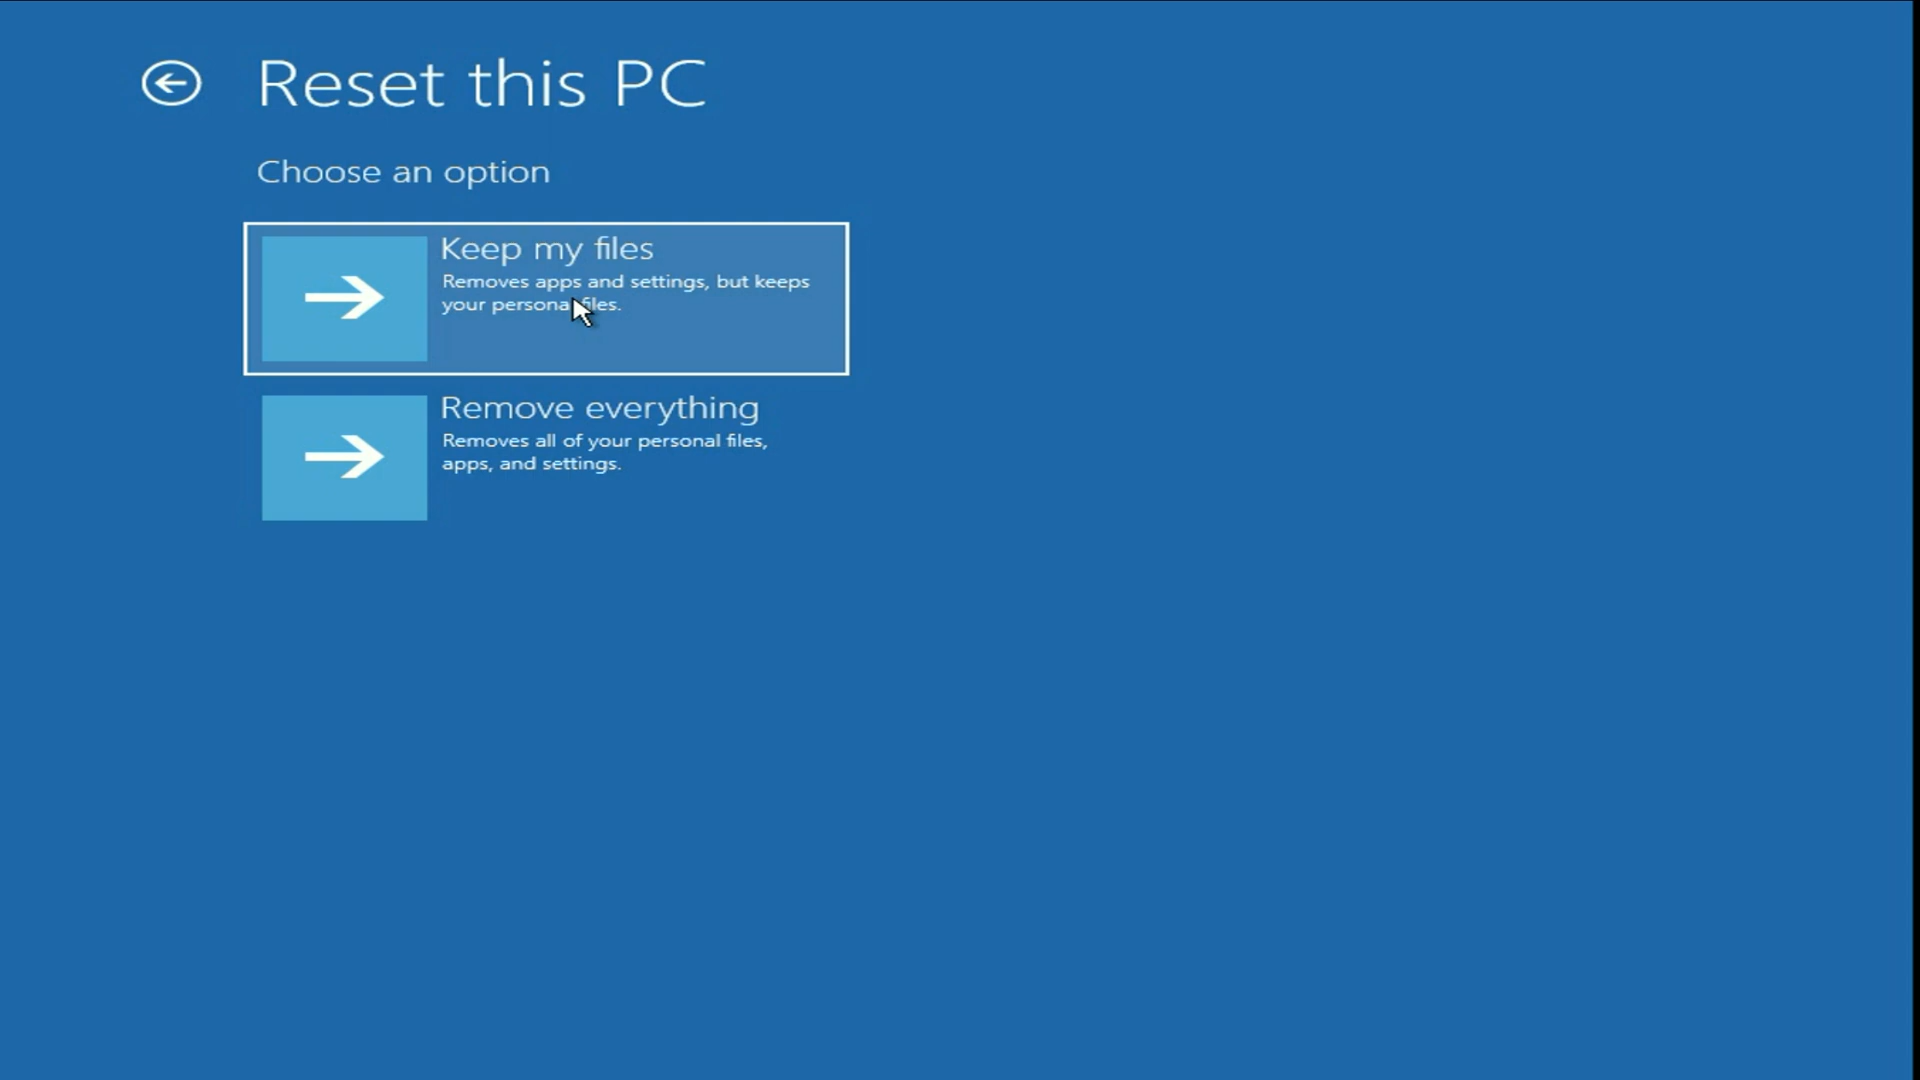 Reset this PC
Choose an option
Keep my files
Removes apps and settings, but keeps
your personal files.
Remove everything
Removes all of your personal files,
apps, and settings.